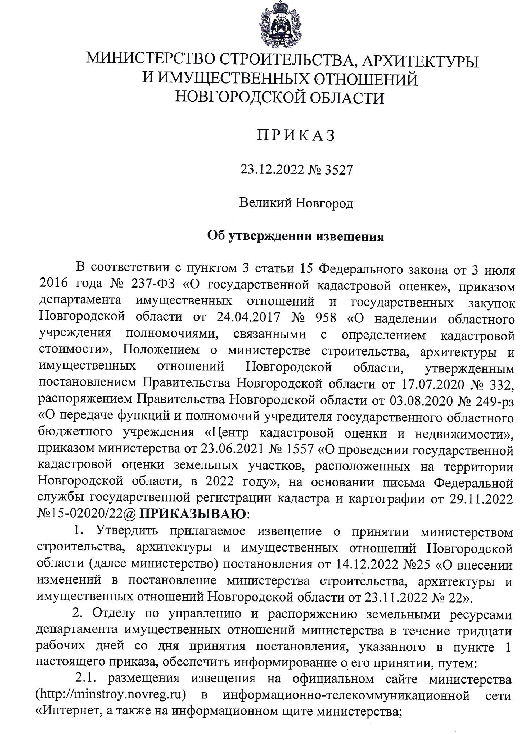 МИНИСТЕРСТВО СТРОИТЕЛЬСТВА, АРХИТЕКТУРЫ
И ИМУЩЕСТВЕННЫХ ОТНОШЕНИЙ
НОВГОРОДСКОЙ ОБЛАСТИ
П Р И К А З
23.12.2022 № 3527
Великий Новгород
Об утверждении извещения
В соответствии с пунктом 3 статьи 15 Федерального закона от 3 июля
2016 года № 237-ФЗ «О государственной кадастровой оценке», приказом
департамента имущественных отношений и государственных закупок
Новгородской области от 24.04.2017 № 958 «О наделении областного
учреждения полномочиями, связанными с определением кадастровой
стоимости», Положением о министерстве строительства, архитектуры и
имущественных отношений Новгородской области, утвержденным
постановлением Правительства Новгородской области от 17.07.2020 № 332,
распоряжением Правительства Новгородской области от 03.08.2020 № 249-рз
«О передаче функций и полномочий учредителя государственного областного
бюджетного учреждения «Центр кадастровой оценки и недвижимости»,
приказом министерства от 23.06.2021 № 1557 «О проведении государственной
кадастровой оценки земельных участков, расположенных на территории
Новгородской области, в 2022 году», на основании письма Федеральной
службы государственной регистрации кадастра и картографии от 29.11.2022
№15-02020/22@ ПРИКАЗЫВАЮ:
1. Утвердить прилагаемое извещение о принятии министерством
строительства, архитектуры и имущественных отношений Новгородской
области (далее министерство) постановления от 14.12.2022 №25 «О внесении
изменений в постановление министерства строительства, архитектуры и
имущественных отношений Новгородской области от 23.11.2022 № 22».
2. Отделу по управлению и распоряжению земельными ресурсами
департамента имущественных отношений министерства в течение тридцати
рабочих дней со дня принятия постановления, указанного в пункте 1
настоящего приказа, обеспечить информирование о его принятии, путем:
2.1. размещения извещения на официальном сайте министерства
(http://minstroy.novreg.ru) в информационно-телекоммуникационной сети
«Интернет, а также на информационном щите министерства;